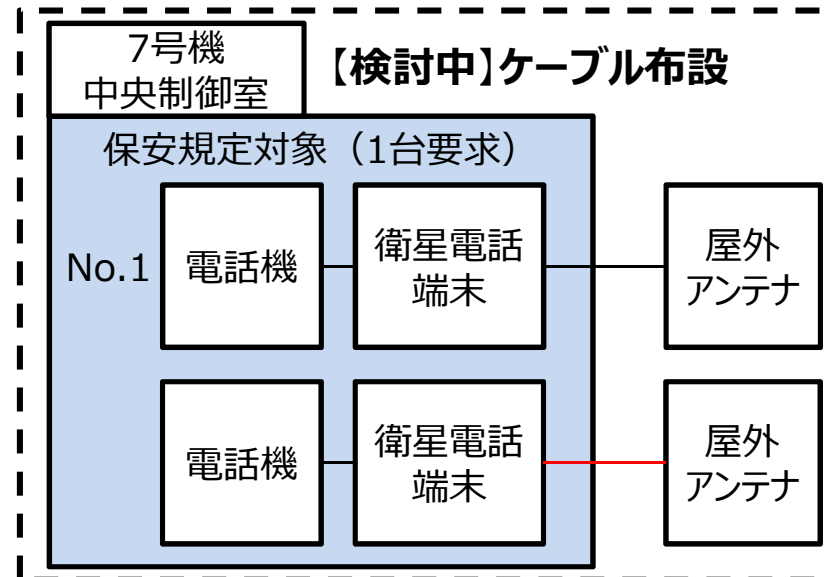 7号機
中央制御室
【検討中】ケーブル布設
保安規定対象（1台要求）
No.1
電話機
衛星電話
端末
屋外
アンテナ
電話機
衛星電話
端末
屋外
アンテナ